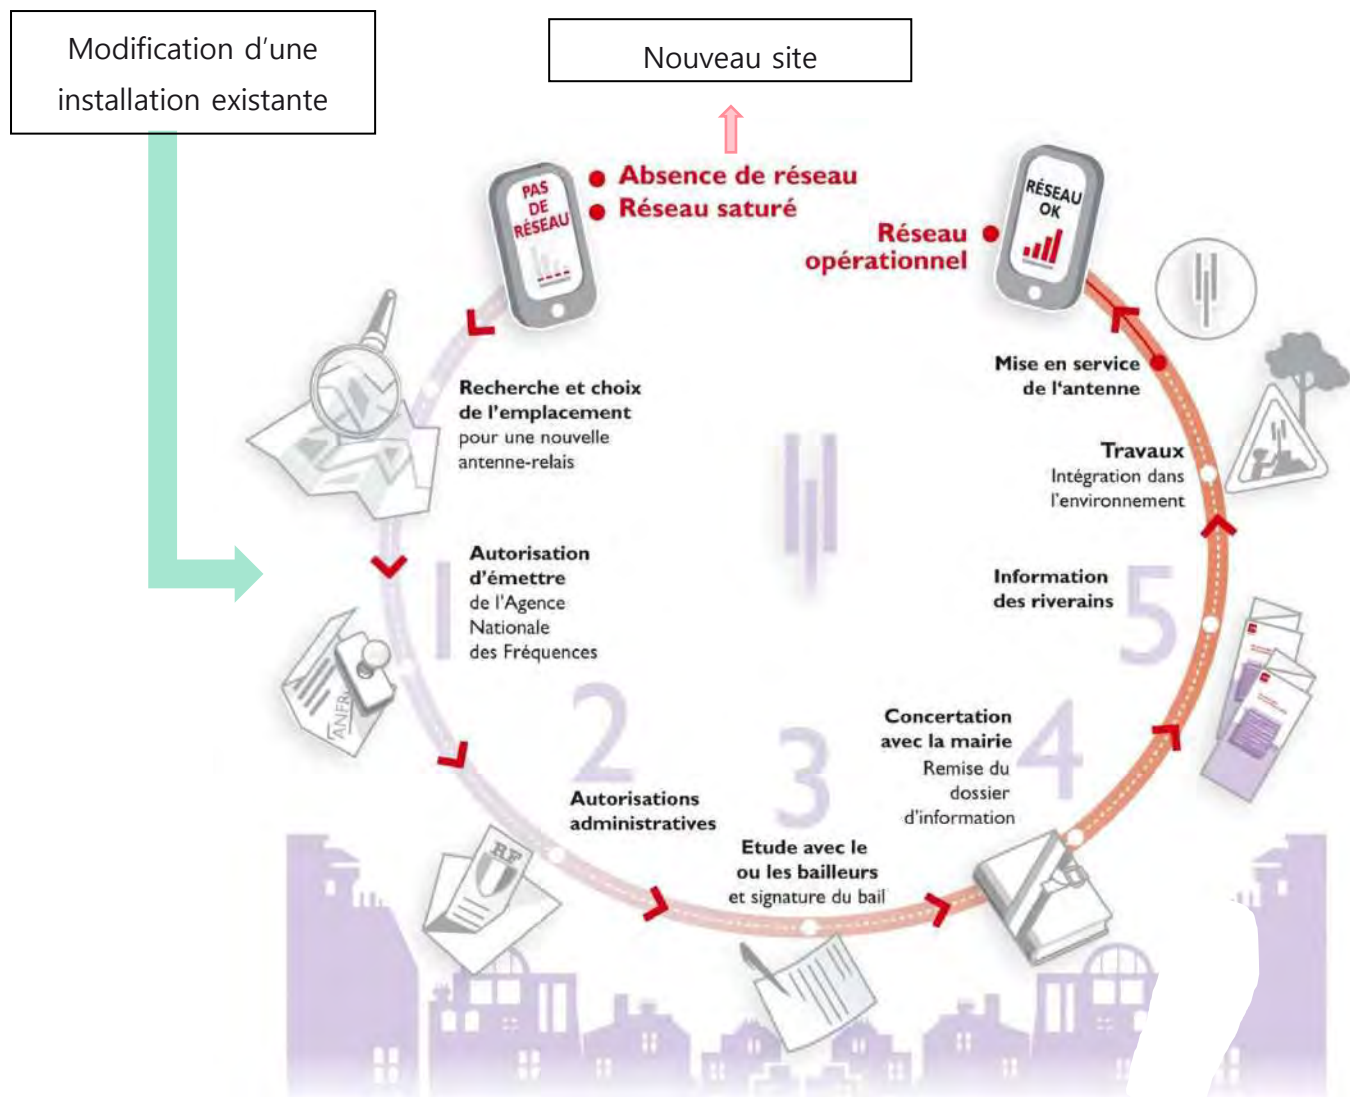 Modification d'une
installation existante
Nouveau site
PAS
DE
RÉSEAU
Absence de réseau
Réseau saturé
Réseau
opérationnel
RÉSEAU
OK
Recherche et choix
de l'emplacement
pour une nouvelle
antenne-relais
1
Autorisation
d'émettre
de l'Agence
Nationale
des Fréquences
ANFR
2
Autorisations
administratives
RF
3
Etude avec le
ou les bailleurs
et signature du bail
4
Concertation
avec la mairie
Remise du
dossier
d'information
5
Information
des riverains
Travaux
Intégration dans
l'environnement
Mise en service
de l'antenne